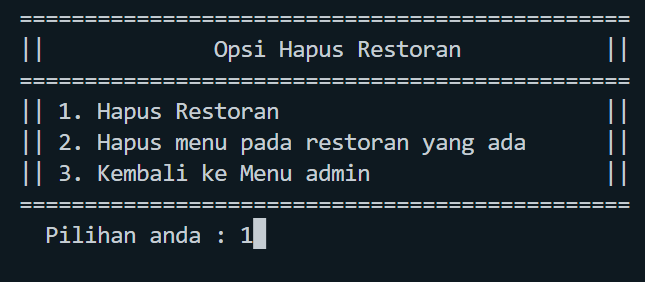 ===============================================
||             Opsi Hapus Restoran           ||
===============================================
|| 1. Hapus Restoran                         ||
|| 2. Hapus menu pada restoran yang ada      ||
|| 3. Kembali ke Menu admin                  ||
===============================================
  Pilihan anda : 1